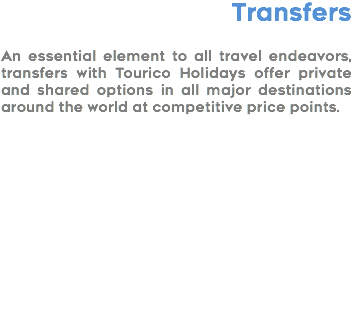 Transfers
An essential element to all travel endeavors,
transfers with Tourico Holidays offer private
and shared options in all major destinations
around the world at competitive price points.